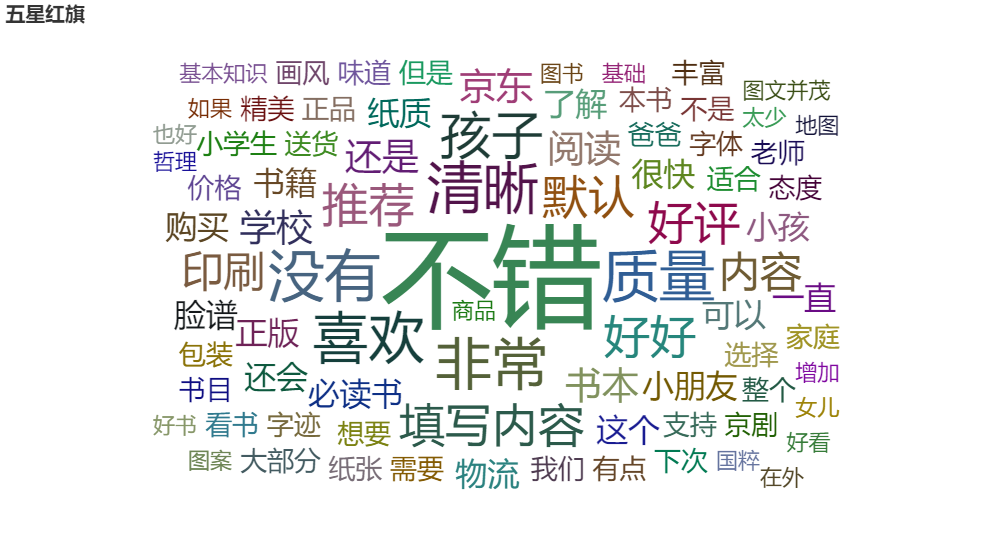 五星红旗
基本知识 画风 味道 但是 京东 图书 基础 丰富 图文并茂
如果 精美 正品 纸质 孩子 了解 本书 不是 太少 地图
也好 小学生 送货 还是 阅读 爸爸 字体 老师
哲理 价格 书籍 推荐 清晰 默认 很快 适合 态度
购买 学校 好评 小孩
印刷 没有 不错 质量 内容 一直
脸谱 正版 喜欢 商品 好好 可以 家庭
包装 还会 非常 选择 增加
书目 必读书 书本 小朋友 整个 女儿
好书 看书 字迹 想要 填写内容 这个 支持 京剧 好看
图案 大部分 纸张 需要 物流 我们 有点 下次 国粹 在外